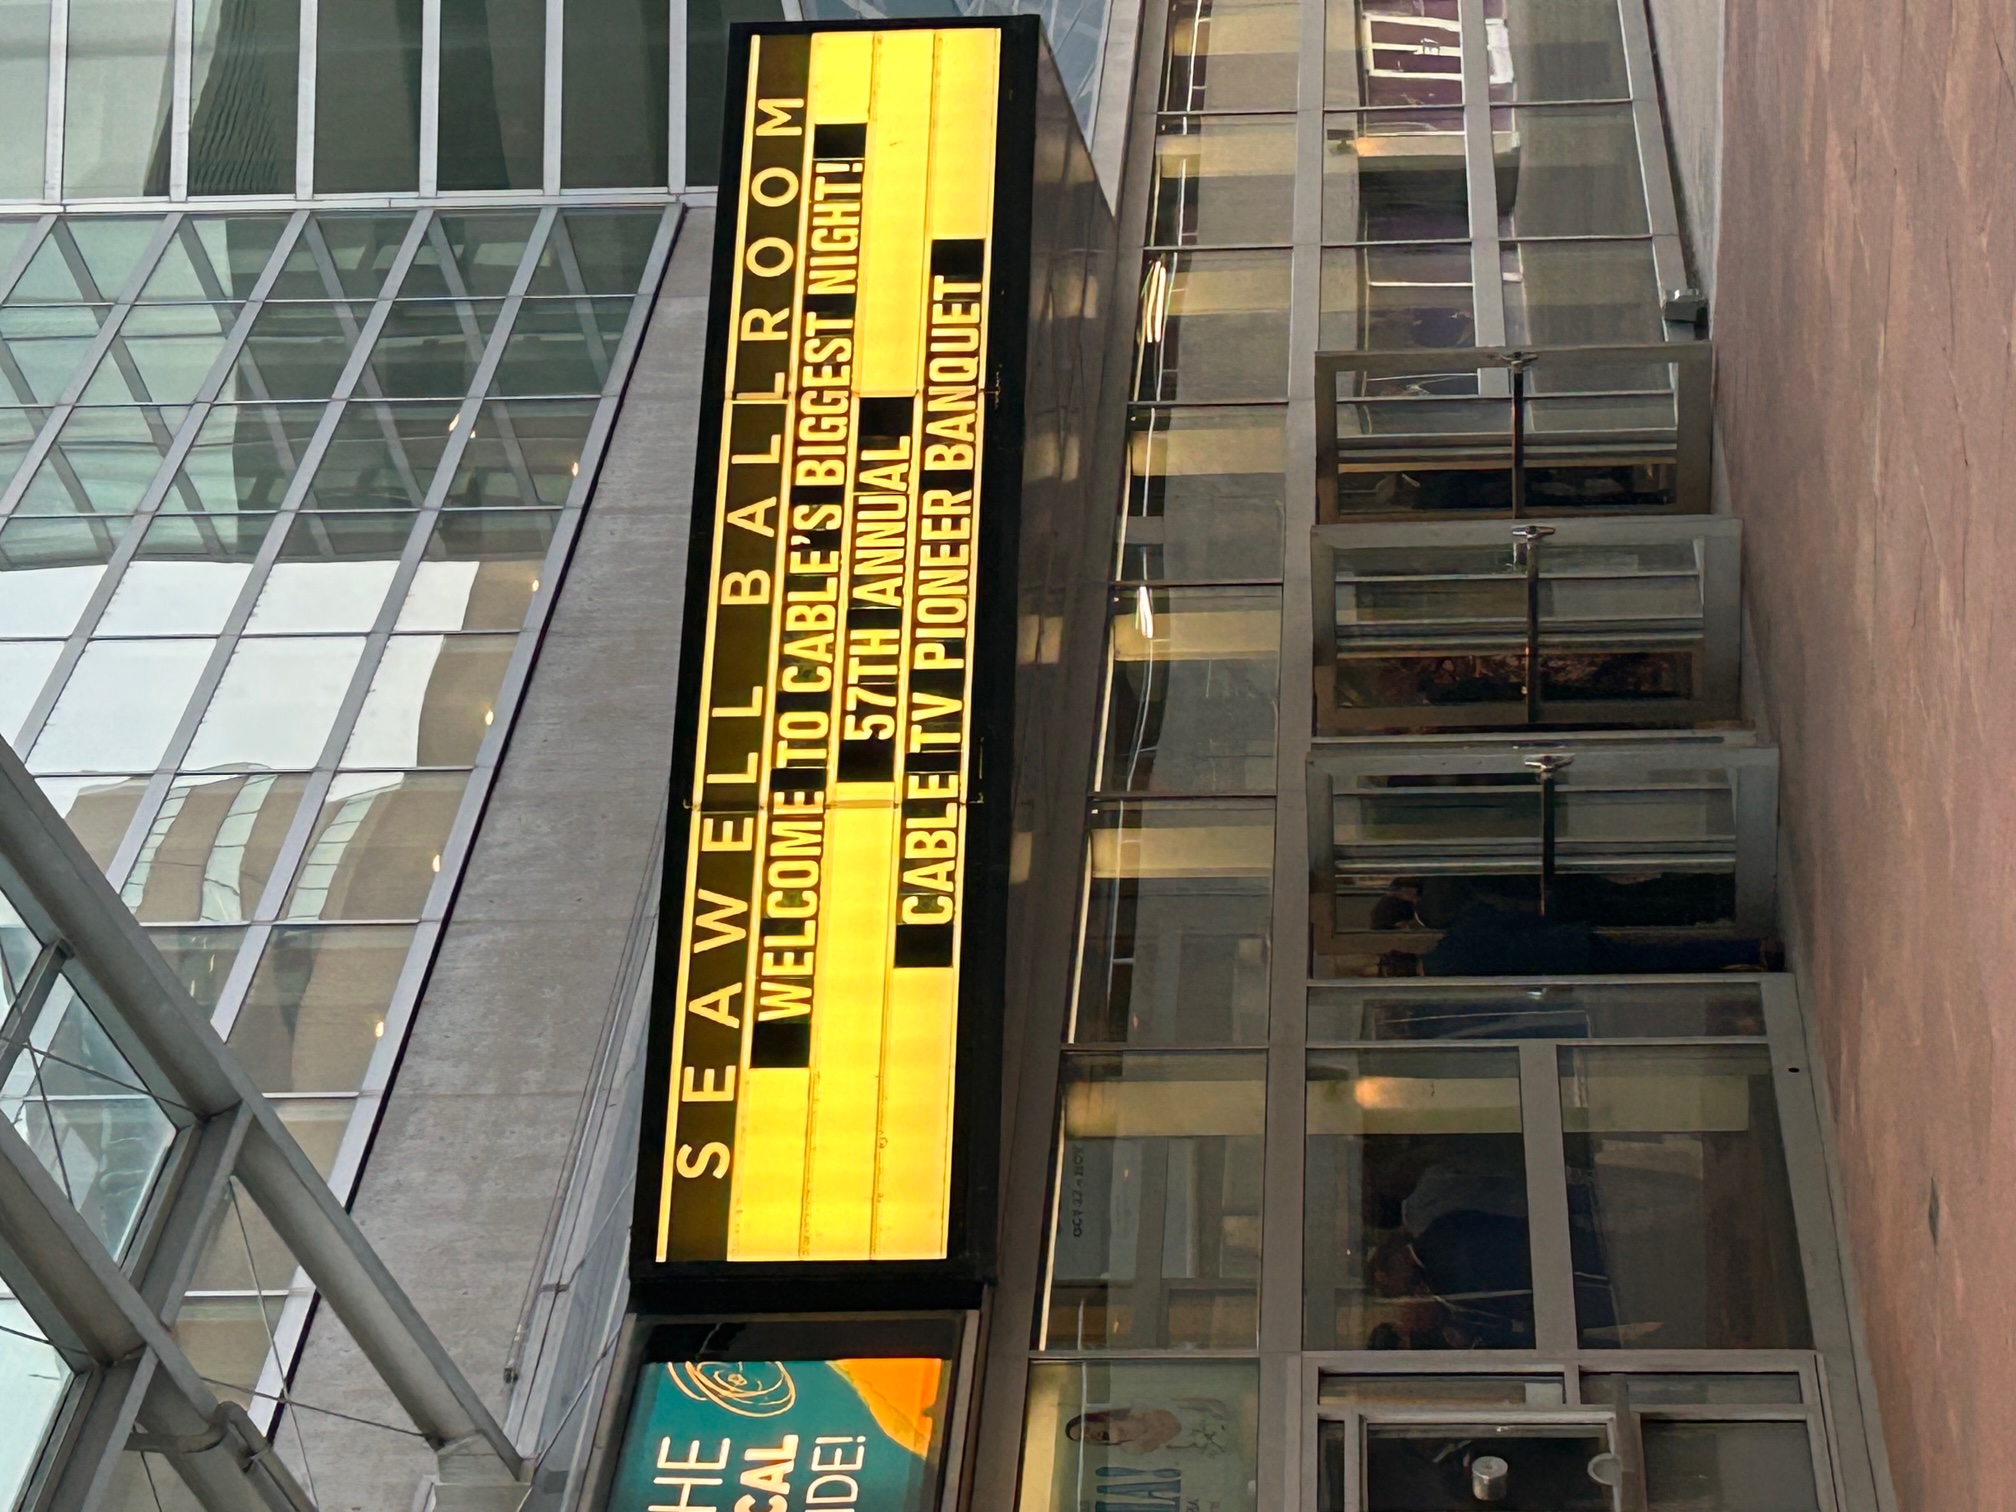 SEAWELL BALLROOM
WELCOME TO CABLE'S BIGGEST NIGHT!
57TH ANNUAL
CABLE TV PIONEER BANQUET